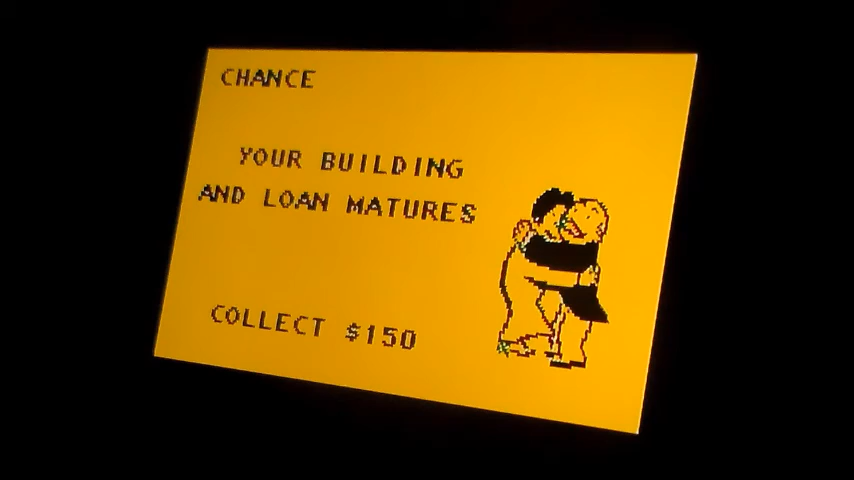 CHANCE
YOUR BUILDING
AND LOAN MATURES
COLLECT $150